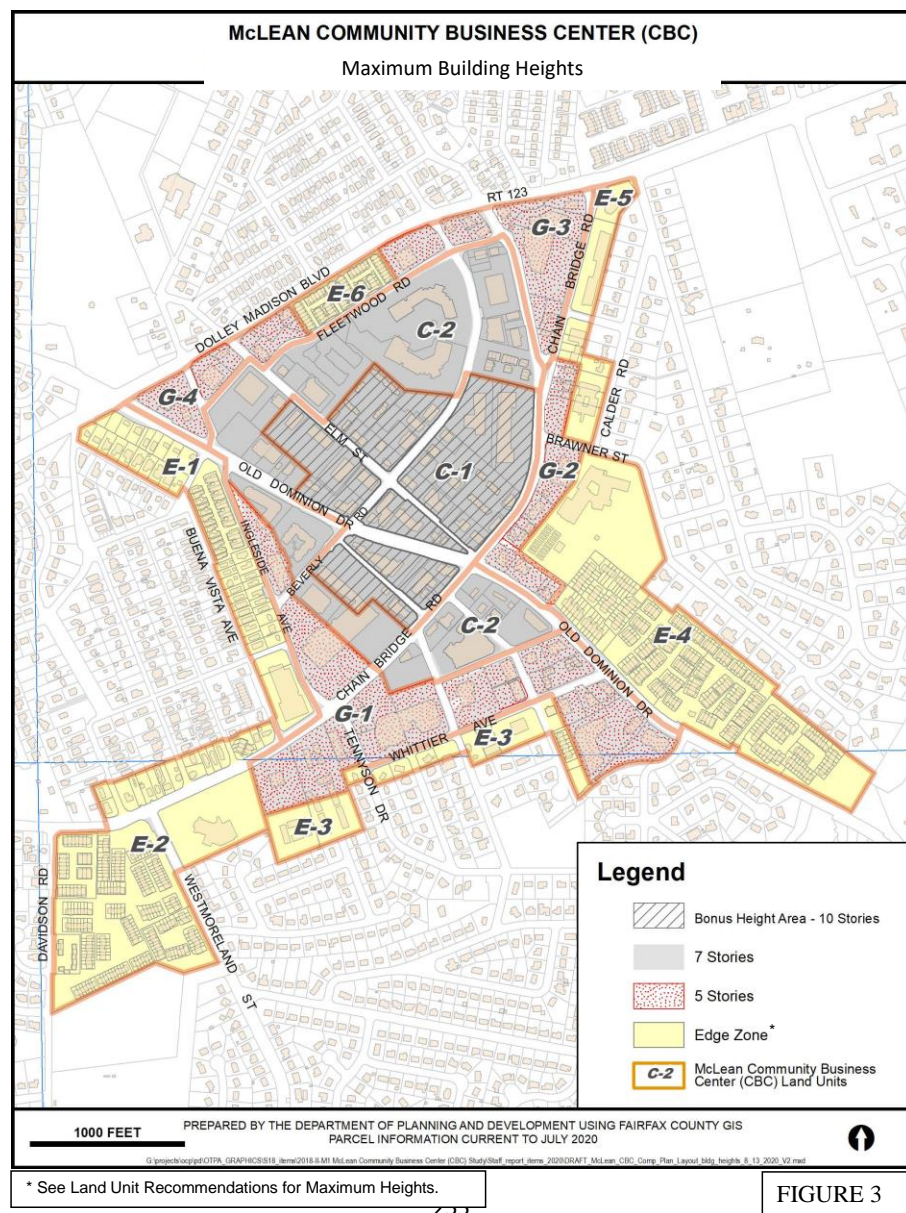 McLEAN COMMUNITY BUSINESS CENTER (CBC)
Maximum Building Heights
RT 123
E-5
G-3
CHAIN BRIDGE RD
DOLLEY MADISON BLVD
E-6
FLEETWOOD RD
C-2
CALDER RD
G-4
ELM ST
BRAWNER ST
E-1
OLD DOMINION DR
C-1
G-2
BUENA VISTA AVE
INGLESIDE AVE
BEVERLY RD
CHAIN BRIDGE RD
C-2
E-4
OLD DOMINION DR
G-1
TENNYSON DR
WHITTIER AVE
E-3
E-3
E-2
DAVIDSON RD
WESTMORELAND ST
Legend
Bonus Height Area - 10 Stories
7 Stories
5 Stories
Edge Zone*
C-2
McLean Community Business
Center (CBC) Land Units
1000 FEET
PREPARED BY THE DEPARTMENT OF PLANNING AND DEVELOPMENT USING FAIRFAX COUNTY GIS
PARCEL INFORMATION CURRENT TO JULY 2020
* See Land Unit Recommendations for Maximum Heights.
FIGURE 3